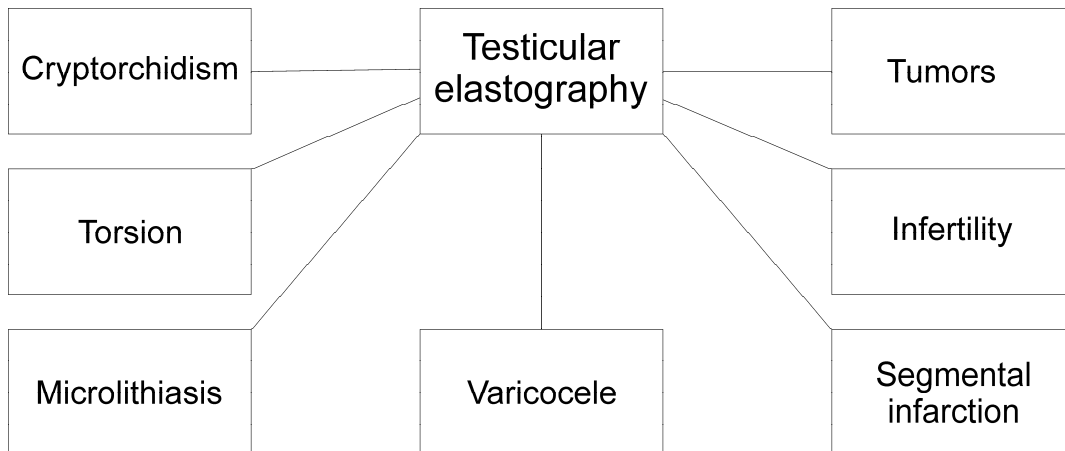 Cryptorchidism
Testicular
elastography
Tumors
Torsion
Infertility
Microlithiasis
Varicocele
Segmental
infarction